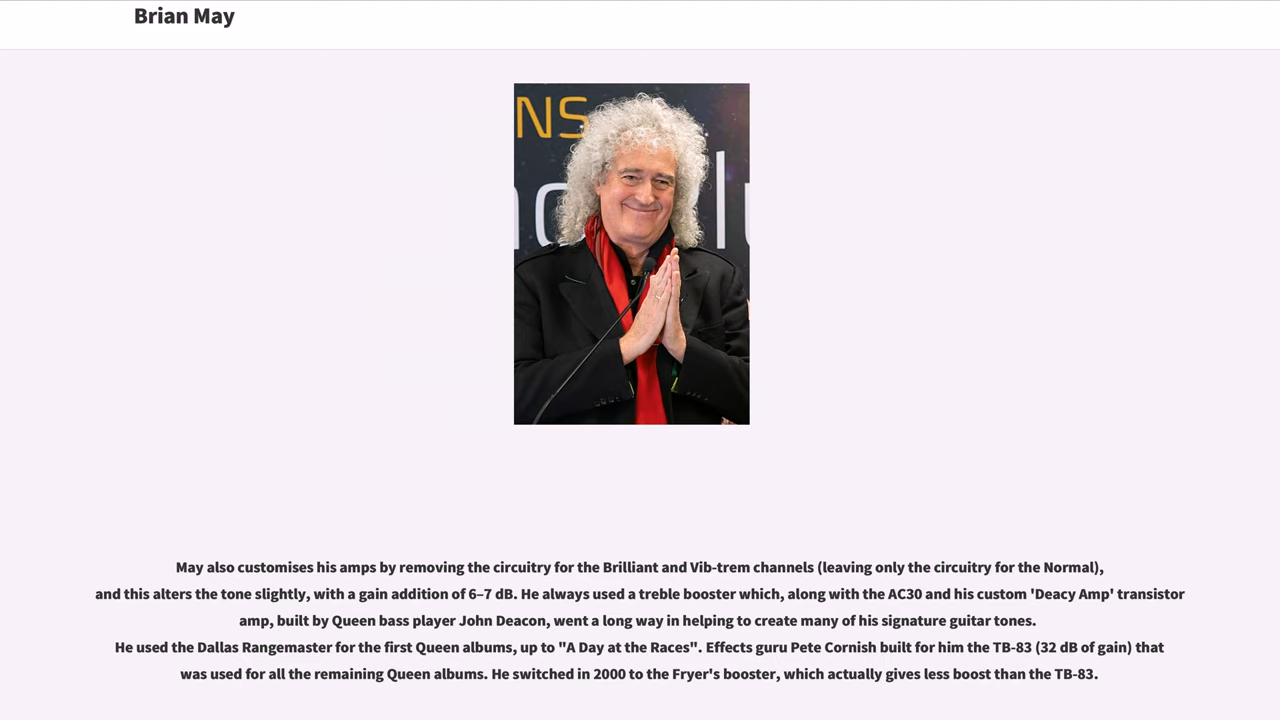 Brian May
NS
May also customises his amps by removing the circuitry for the Brilliant and Vib-trem channels (leaving only the circuitry for the Normal),
and this alters the tone slightly, with a gain addition of 6–7 dB. He always used a treble booster which, along with the AC30 and his custom 'Deacy Amp' transistor
amp, built by Queen bass player John Deacon, went a long way in helping to create many of his signature guitar tones.
He used the Dallas Rangemaster for the first Queen albums, up to "A Day at the Races". Effects guru Pete Cornish built for him the TB-83 (32 dB of gain) that
was used for all the remaining Queen albums. He switched in 2000 to the Fryer's booster, which actually gives less boost than the TB-83.